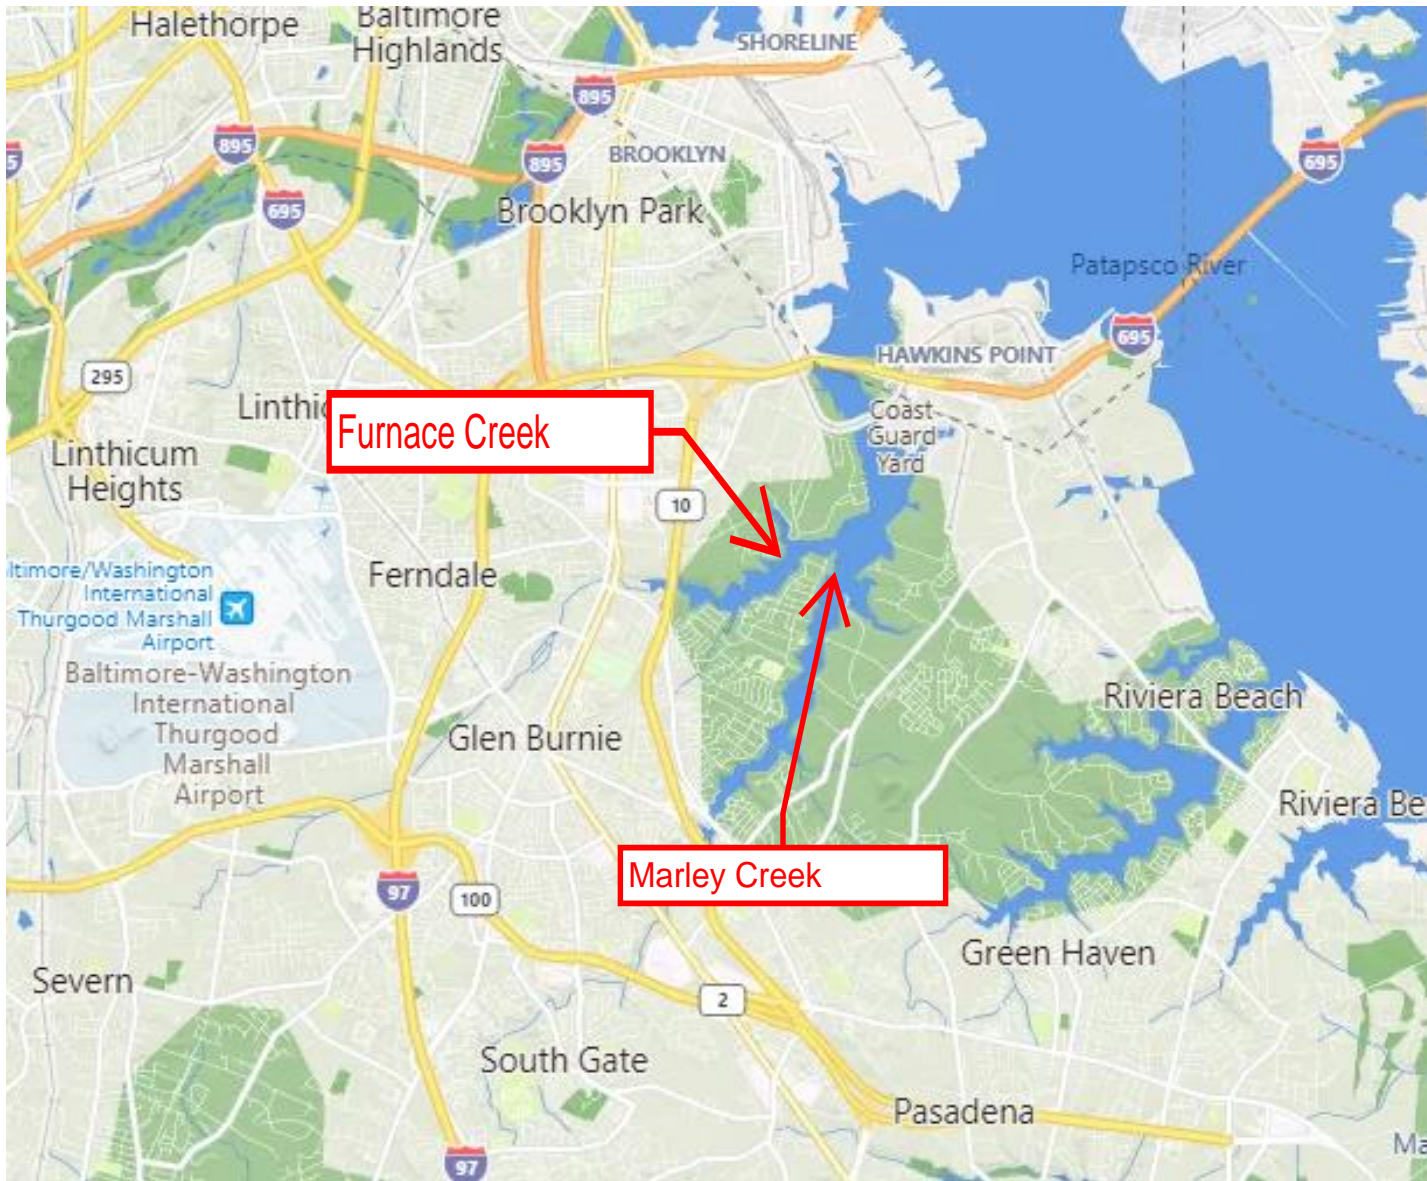 Halethorpe
Baltimore
Highlands
SHORELINE
895
895
895
BROOKLYN
695
5
695
Brooklyn Park
Patapsco River
695
HAWKINS POINT
295
Linthic
Furnace Creek
Coast
Guard
Yard
Linthicum
Heights
10
ltimore/Washington
International
Thurgood Marshall
Airport
Ferndale
Baltimore-Washington
International
Thurgood
Marshall
Airport
Riviera Beach
Glen Burnie
Riviera Be
Marley Creek
97
100
Green Haven
Severn
2
South Gate
Pasadena
97
Ma